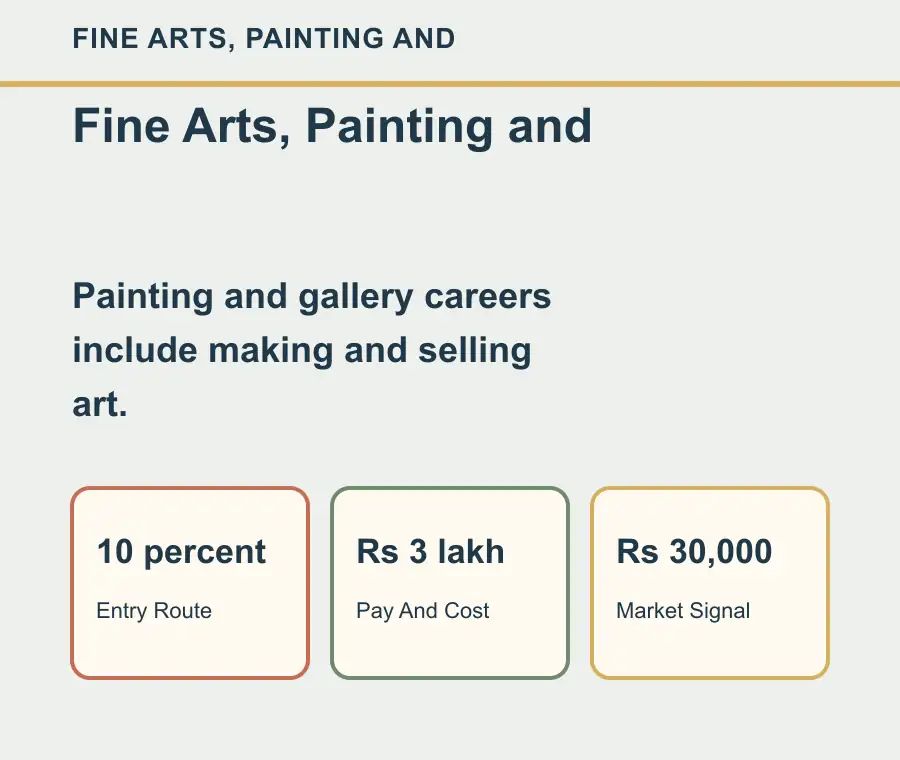 FINE ARTS, PAINTING AND
Fine Arts, Painting and
Painting and gallery careers
include making and selling
art.
10 percent
Entry Route
Rs 3 lakh
Pay And Cost
Rs 30,000
Market Signal